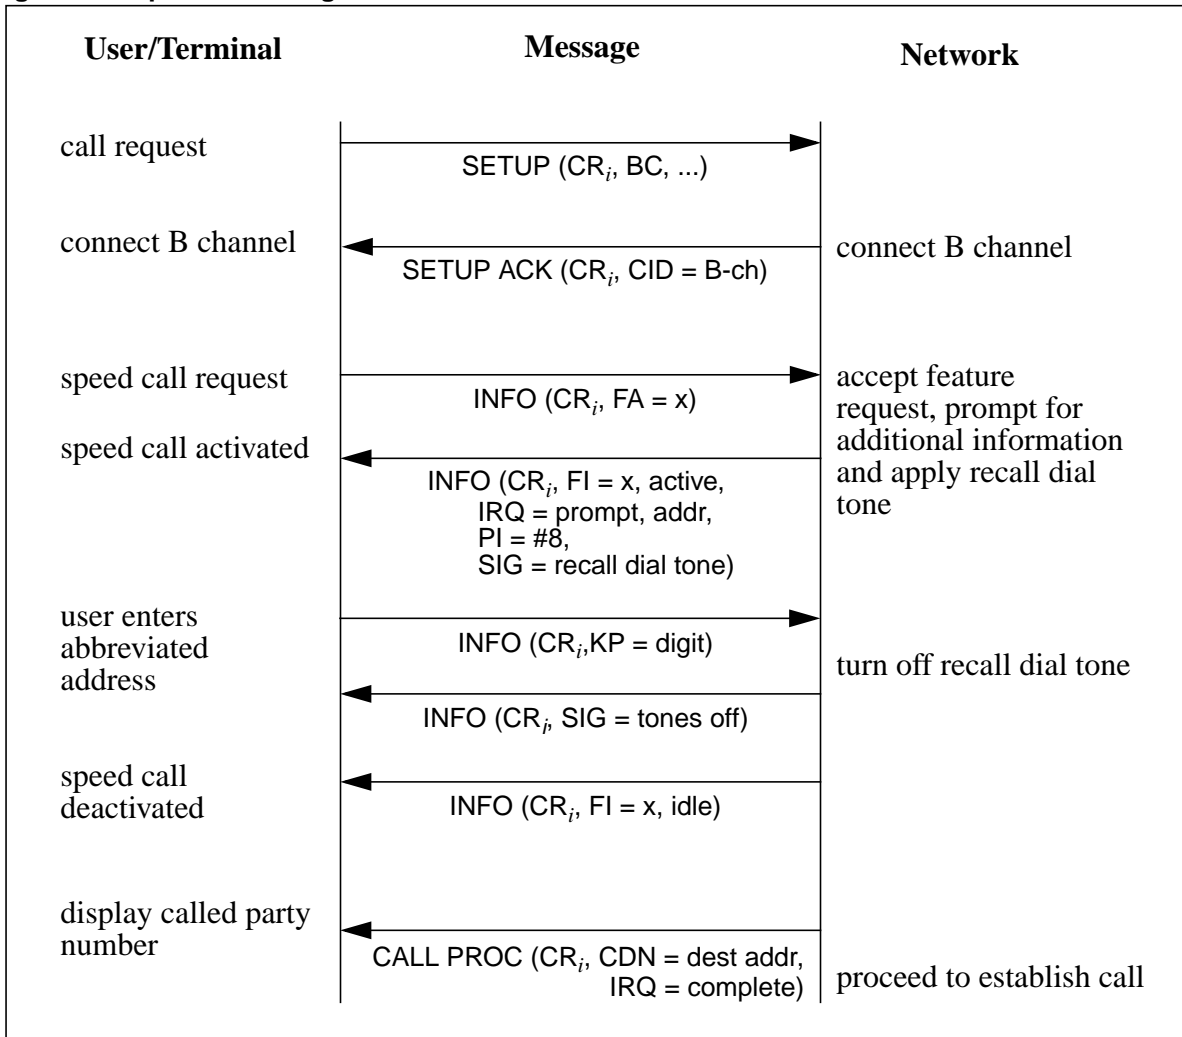 User/Terminal Message Network
call request
SETUP (CRi, BC, ...)
connect B channel
connect B channel
SETUP ACK (CRi, CID = B-ch)
speed call request
INFO (CRi, FA = x)
accept feature
request, prompt for
additional information
and apply recall dial
tone
speed call activated
INFO (CRi, FI = x, active,
IRQ = prompt, addr,
PI = #8,
SIG = recall dial tone)
user enters
abbreviated
address
INFO (CRi,KP = digit)
turn off recall dial tone
INFO (CRi, SIG = tones off)
speed call
deactivated
INFO (CRi, FI = x, idle)
display called party
number
CALL PROC (CRi, CDN = dest addr,
IRQ = complete)
proceed to establish call